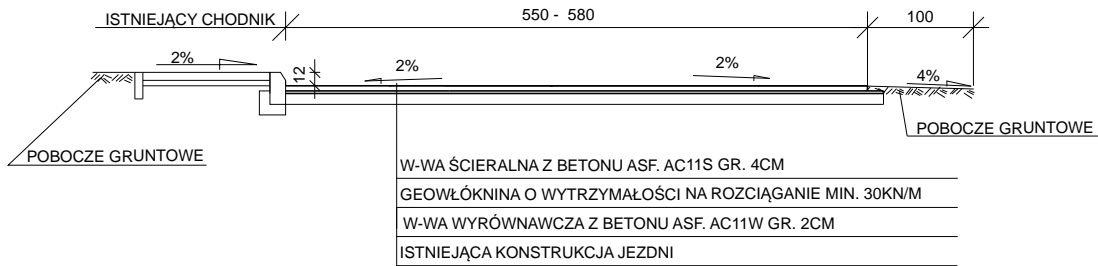 ISTNIEJĄCY CHODNIK
550 - 580
100
2%
2%
2%
4%
12
POBOCZE GRUNTOWE
POBOCZE GRUNTOWE
W-WA ŚCIERALNA Z BETONU ASF. AC11S GR. 4CM
GEOWŁÓKNINA O WYTRZYMAŁOŚCI NA ROZCIĄGANIE MIN. 30KN/M
W-WA WYRÓWNAWCZA Z BETONU ASF. AC11W GR. 2CM
ISTNIEJĄCA KONSTRUKCJA JEZDNI